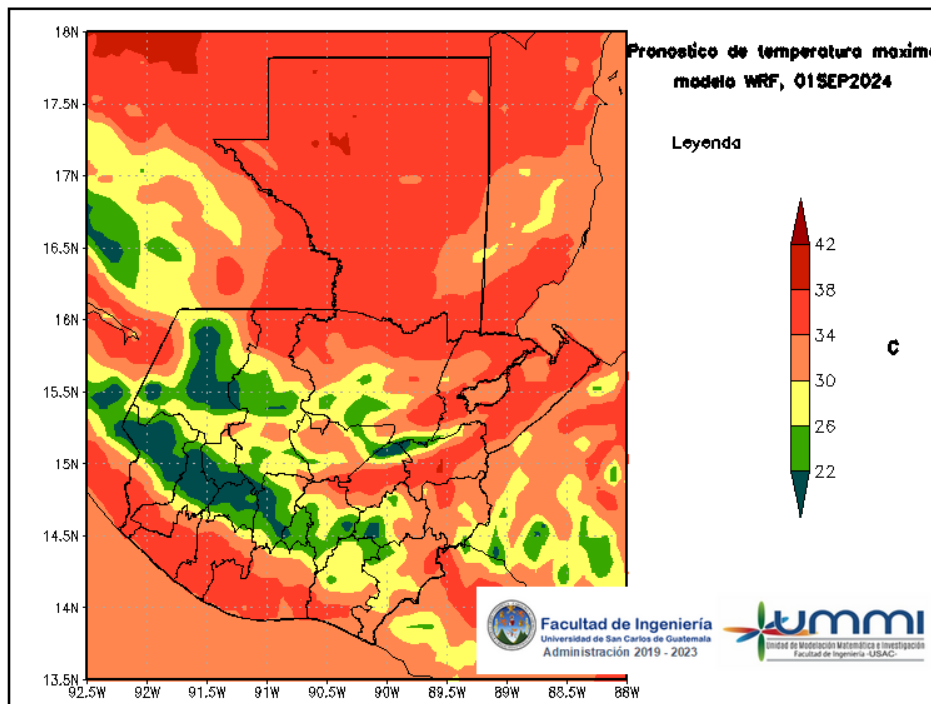 Pronostico de temperatura maxima
modelo WRF, 01SEP2024
Leyenda
42
38
34
30
26
22
C
18N
17.5N
17N
16.5N
16N
15.5N
15N
14.5N
14N
13.5N
92.5W 92W 91.5W 91W 90.5W 90W 89.5W 89W 88.5W 88W
Facultad de Ingeniería
Universidad de San Carlos de Guatemala
Administración 2019 - 2023
UMMI
Unidad de Modelación Matemática e Investigación
Facultad de Ingeniería -USAC-